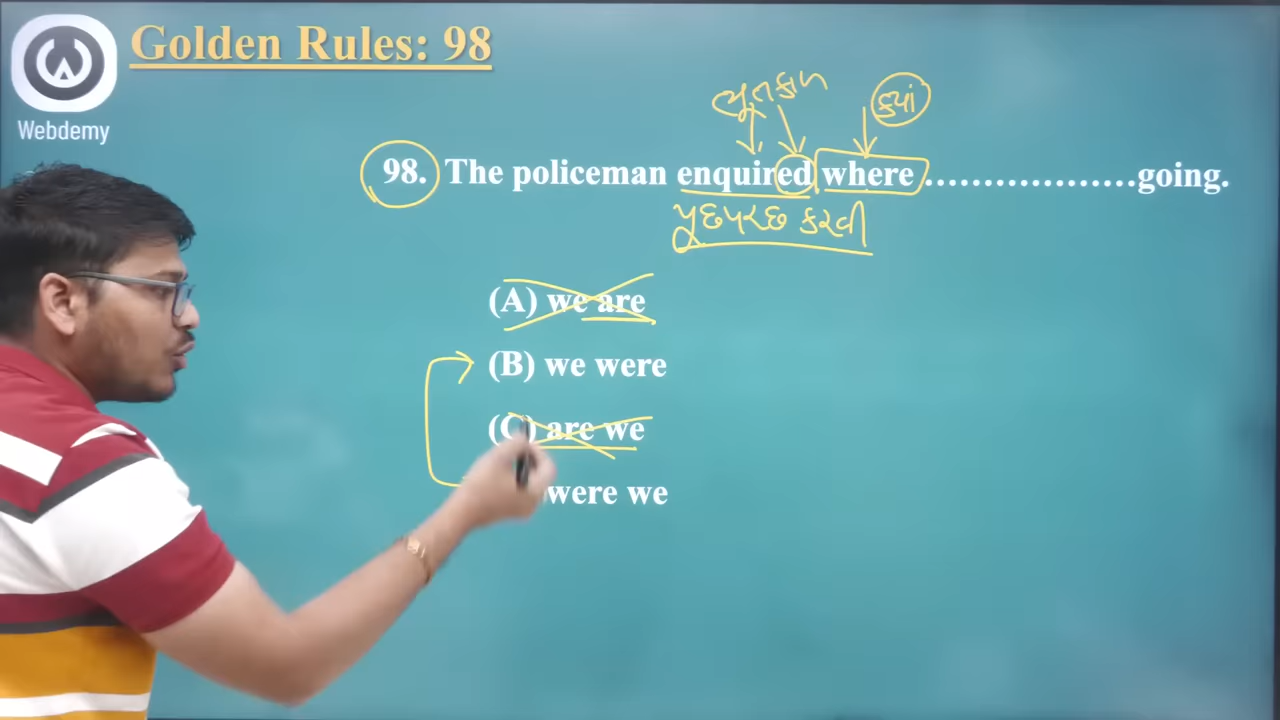 Golden Rules: 98
Webdemy
ભૂતકાળ
ક્યાં
98. The policeman enquired where ...................going.
પુછપરછ કરવી
(A) we are
(B) we were
(C) are we
were we